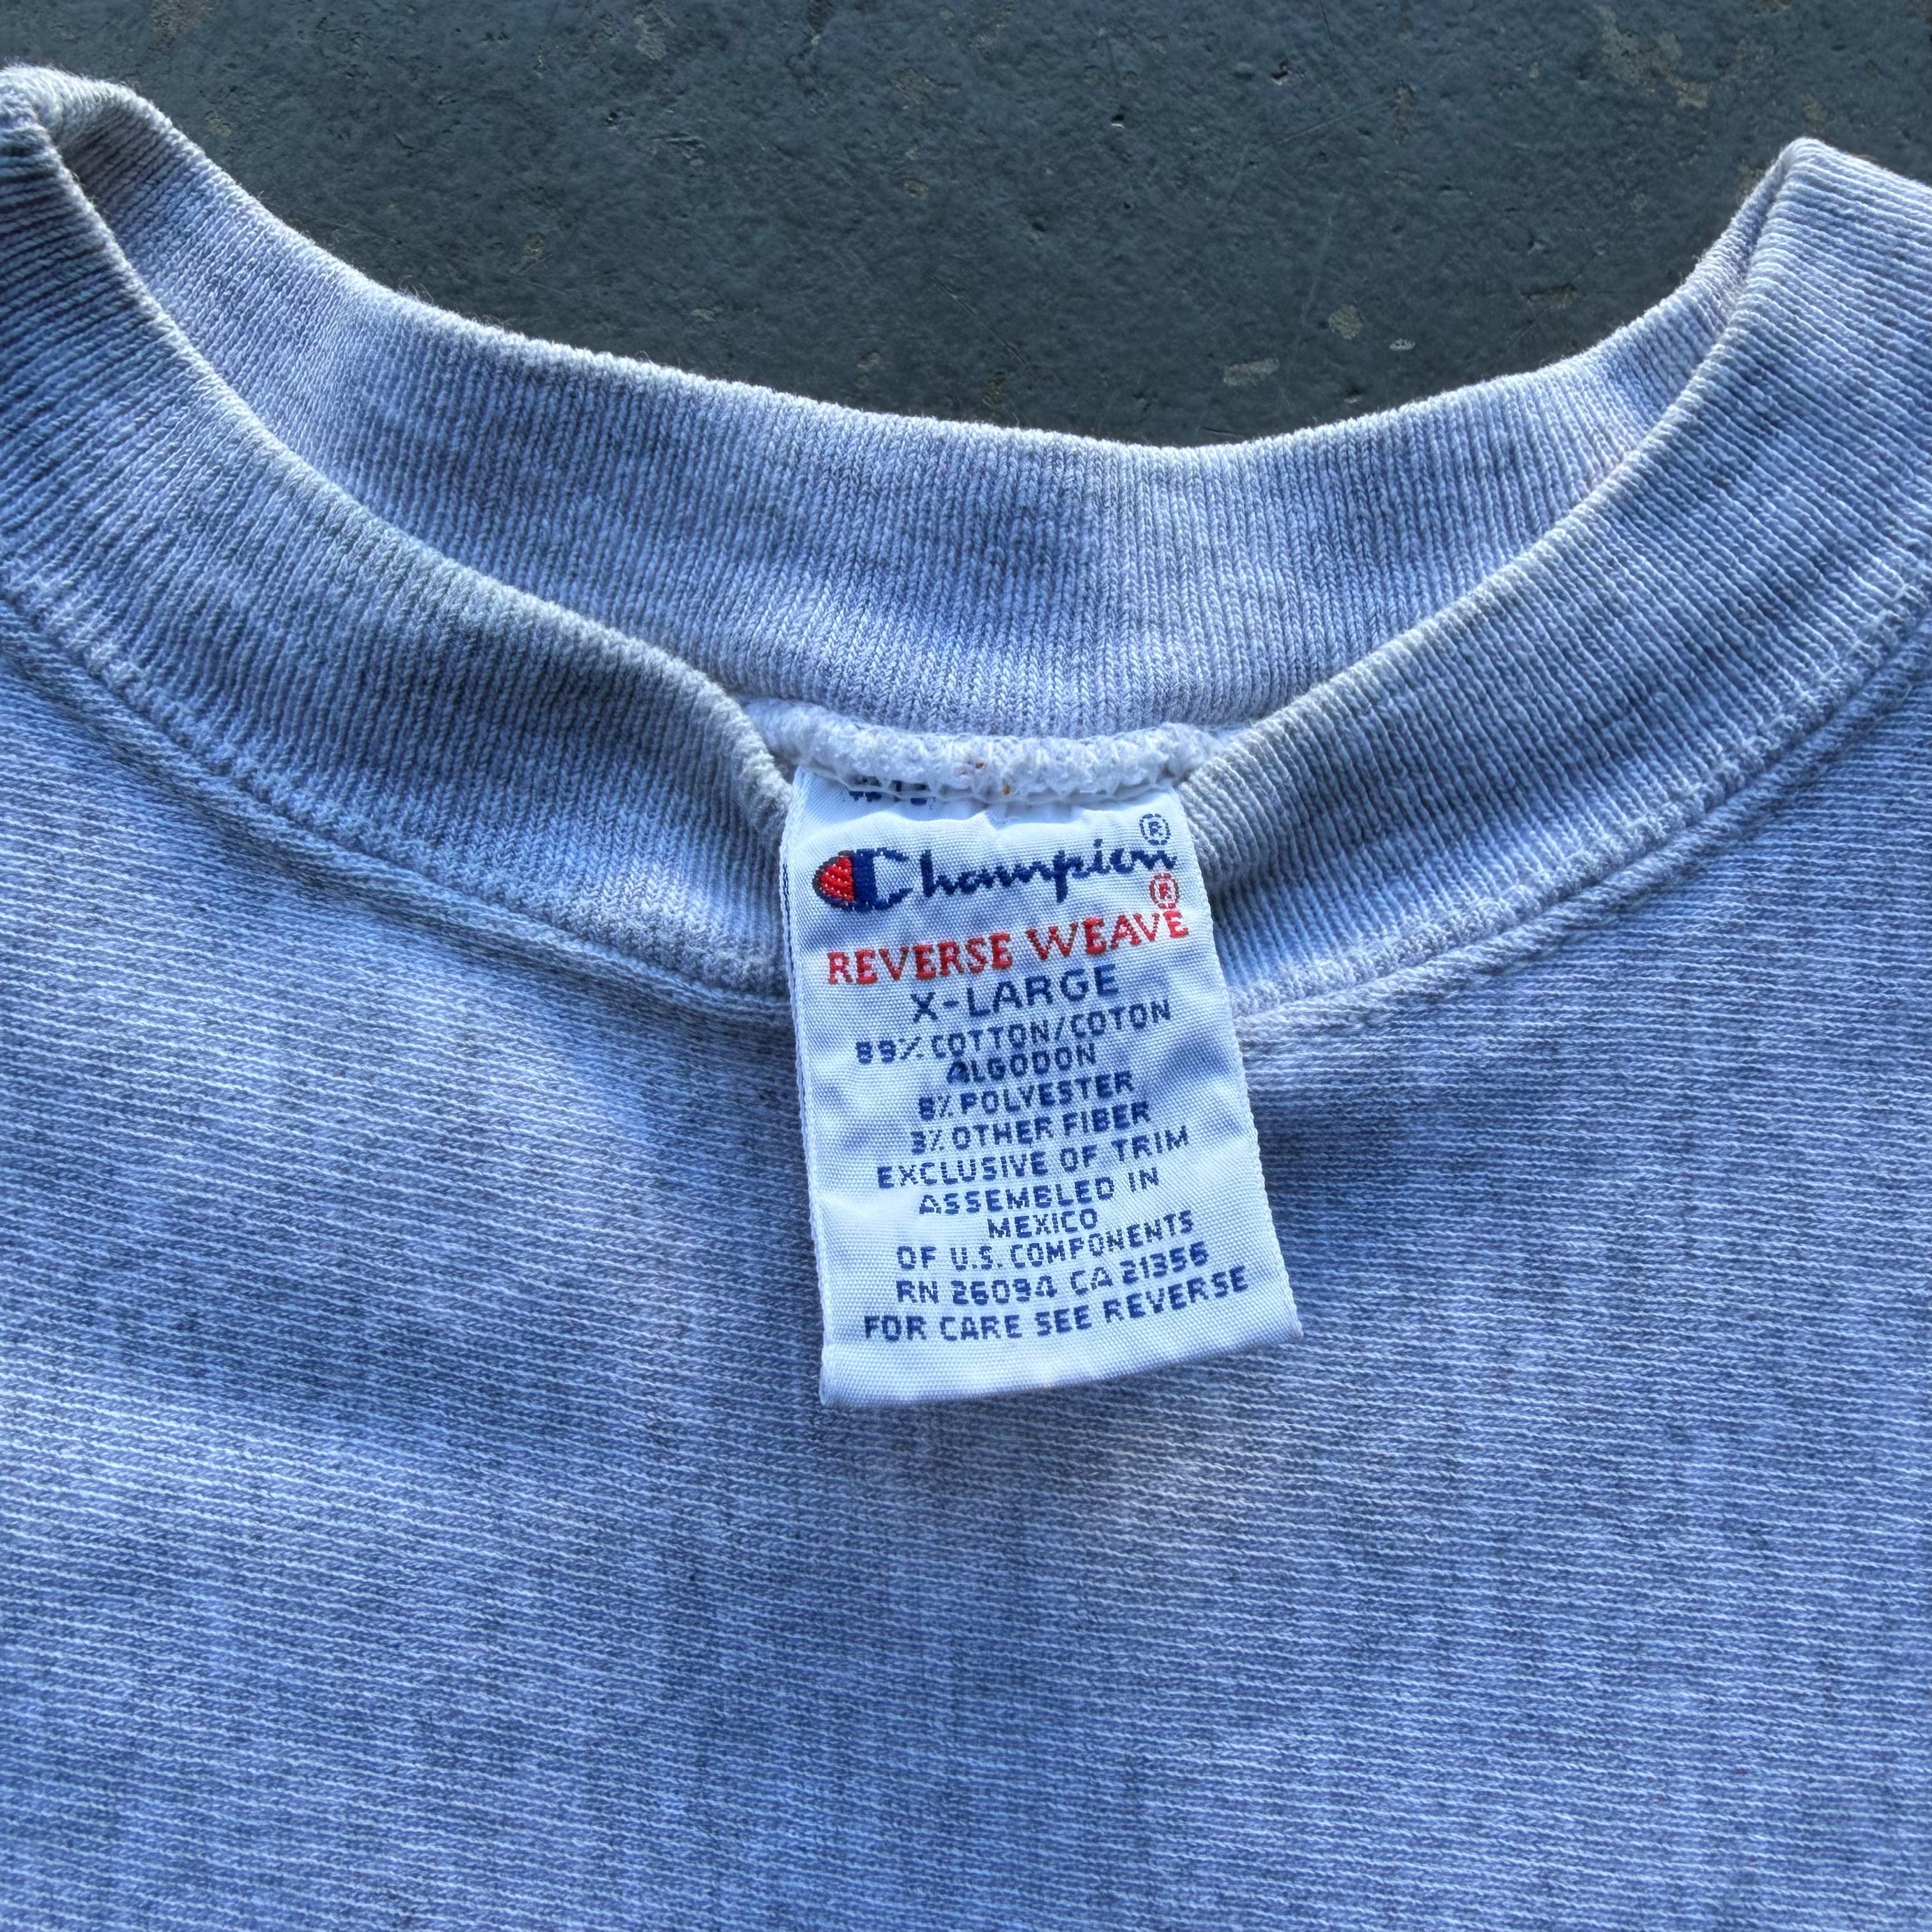 Champion®
REVERSE WEAVE®
X-LARGE
89% COTTON/COTON
ALGODON
8% POLYESTER
3% OTHER FIBER
EXCLUSIVE OF TRIM
ASSEMBLED IN
MEXICO
OF U.S. COMPONENTS
RN 26094 CA 21356
FOR CARE SEE REVERSE